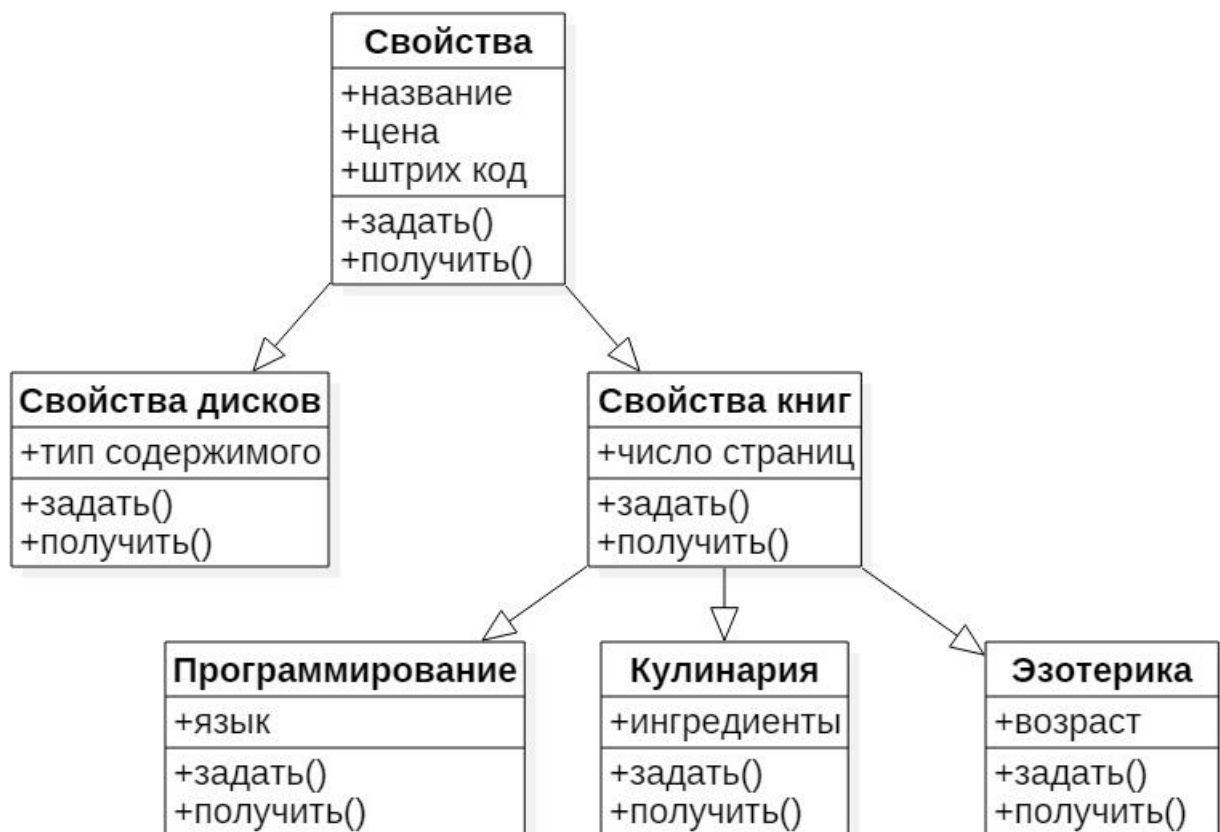 Свойства
+название
+цена
+штрих код
+задать()
+получить()
Свойства дисков
+тип содержимого
+задать()
+получить()
Свойства книг
+число страниц
+задать()
+получить()
Программирование
+язык
+задать()
+получить()
Кулинария
+ингредиенты
+задать()
+получить()
Эзотерика
+возраст
+задать()
+получить()